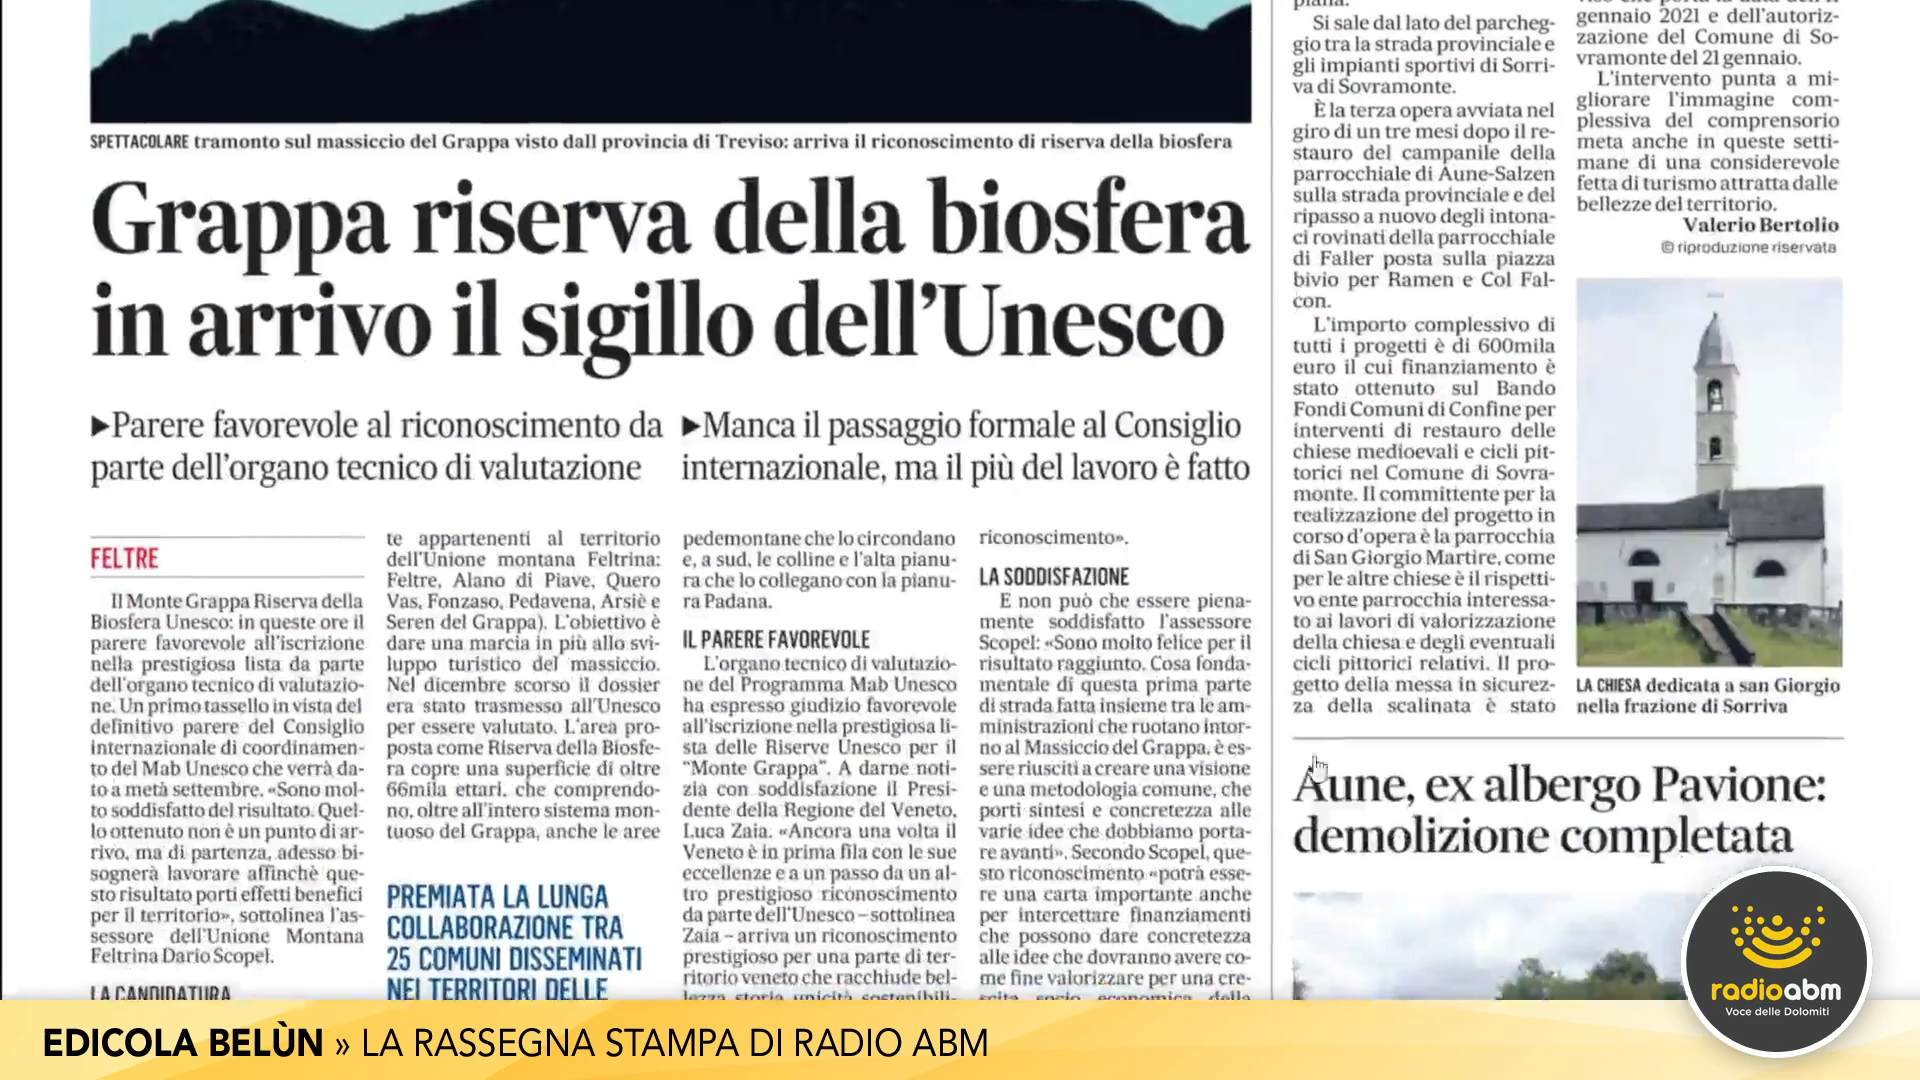 SPETTACOLARE tramonto sul massiccio del Grappa visto dall provincia di Treviso: arriva il riconoscimento di riserva della biosfera
Grappa riserva della biosfera
in arrivo il sigillo dell'Unesco
▶Parere favorevole al riconoscimento da
parte dell'organo tecnico di valutazione
▶Manca il passaggio formale al Consiglio
internazionale, ma il più del lavoro è fatto
FELTRE
Il Monte Grappa Riserva della
Biosfera Unesco: in queste ore il
parere favorevole all'iscrizione
nella prestigiosa lista da parte
dell'organo tecnico di valutazio-
ne. Un primo tassello in vista del
definitivo parere del Consiglio
internazionale di coordinamen-
to del Mab Unesco che verrà da-
to a metà settembre. «Sono mol-
to soddisfatto del risultato. Quel-
lo ottenuto non è un punto di ar-
rivo, ma di partenza, adesso bi-
sognerà lavorare affinchè que-
sto risultato porti effetti benefici
per il territorio», sottolinea l'as-
sessore dell'Unione Montana
Feltrina Dario Scopel.
LA CANDIDATURA
te appartenenti al territorio
dell'Unione montana Feltrina:
Feltre, Alano di Piave, Quero
Vas, Fonzaso, Pedavena, Arsiè e
Seren del Grappa). L'obiettivo è
dare una marcia in più allo svi-
luppo turistico del massiccio.
Nel dicembre scorso il dossier
era stato trasmesso all'Unesco
per essere valutato. L'area pro-
posta come Riserva della Biosfe-
ra copre una superficie di oltre
66mila ettari, che comprendo-
no, oltre all'intero sistema mon-
tuoso del Grappa, anche le aree
PREMIATA LA LUNGA
COLLABORAZIONE TRA
25 COMUNI DISSEMINATI
NEI TERRITORI DELLE
pedemontane che lo circondano
e, a sud, le colline e l'alta pianu-
ra che lo collegano con la pianu-
ra Padana.
IL PARERE FAVOREVOLE
L'organo tecnico di valutazio-
ne del Programma Mab Unesco
ha espresso giudizio favorevole
all'iscrizione nella prestigiosa li-
sta delle Riserve Unesco per il
"Monte Grappa". A darne noti-
zia con soddisfazione il Presi-
dente della Regione del Veneto,
Luca Zaia. «Ancora una volta il
Veneto è in prima fila con le sue
eccellenze e a un passo da un al-
tro prestigioso riconoscimento
da parte dell'Unesco – sottolinea
Zaia – arriva un riconoscimento
prestigioso per una parte di ter-
ritorio veneto che racchiude bel-
lezza, storia, unicità, sostenibili-
riconoscimento».
LA SODDISFAZIONE
E non può che essere piena-
mente soddisfatto l'assessore
Scopel: «Sono molto felice per il
risultato raggiunto. Cosa fonda-
mentale di questa prima parte
di strada fatta insieme tra le am-
ministrazioni che ruotano intor-
no al Massiccio del Grappa, è es-
sere riusciti a creare una visione
e una metodologia comune, che
porti sintesi e concretezza alle
varie idee che dobbiamo porta-
re avanti». Secondo Scopel, que-
sto riconoscimento «potrà esse-
re una carta importante anche
per intercettare finanziamenti
che possono dare concretezza
alle idee che dovranno avere co-
me fine valorizzare per una cre-
scita socio economica della
piana.
Si sale dal lato del parcheg-
gio tra la strada provinciale e
gli impianti sportivi di Sorri-
va di Sovramonte.
È la terza opera avviata nel
giro di un tre mesi dopo il re-
stauro del campanile della
parrocchiale di Aune-Salzen
sulla strada provinciale e del
ripasso a nuovo degli intona-
ci rovinati della parrocchiale
di Faller posta sulla piazza
bivio per Ramen e Col Fal-
con.
L'importo complessivo di
tutti i progetti è di 600mila
euro il cui finanziamento è
stato ottenuto sul Bando
Fondi Comuni di Confine per
interventi di restauro delle
chiese medioevali e cicli pit-
torici nel Comune di Sovra-
monte. Il committente per la
realizzazione del progetto in
corso d'opera è la parrocchia
di San Giorgio Martire, come
per le altre chiese è il rispetti-
vo ente parrocchia interessa-
to ai lavori di valorizzazione
della chiesa e degli eventuali
cicli pittorici relativi. Il pro-
getto della messa in sicurez-
za della scalinata è stato
gennaio 2021 e dell'autoriz-
zazione del Comune di So-
vramonte del 21 gennaio.
L'intervento punta a mi-
gliorare l'immagine com-
plessiva del comprensorio
meta anche in queste setti-
mane di una considerevole
fetta di turismo attratta dalle
bellezze del territorio.
Valerio Bertolio
© riproduzione riservata
LA CHIESA dedicata a san Giorgio
nella frazione di Sorriva
Aune, ex albergo Pavione:
demolizione completata
radioabm
Voce delle Dolomiti
EDICOLA BELÙN » LA RASSEGNA STAMPA DI RADIO ABM